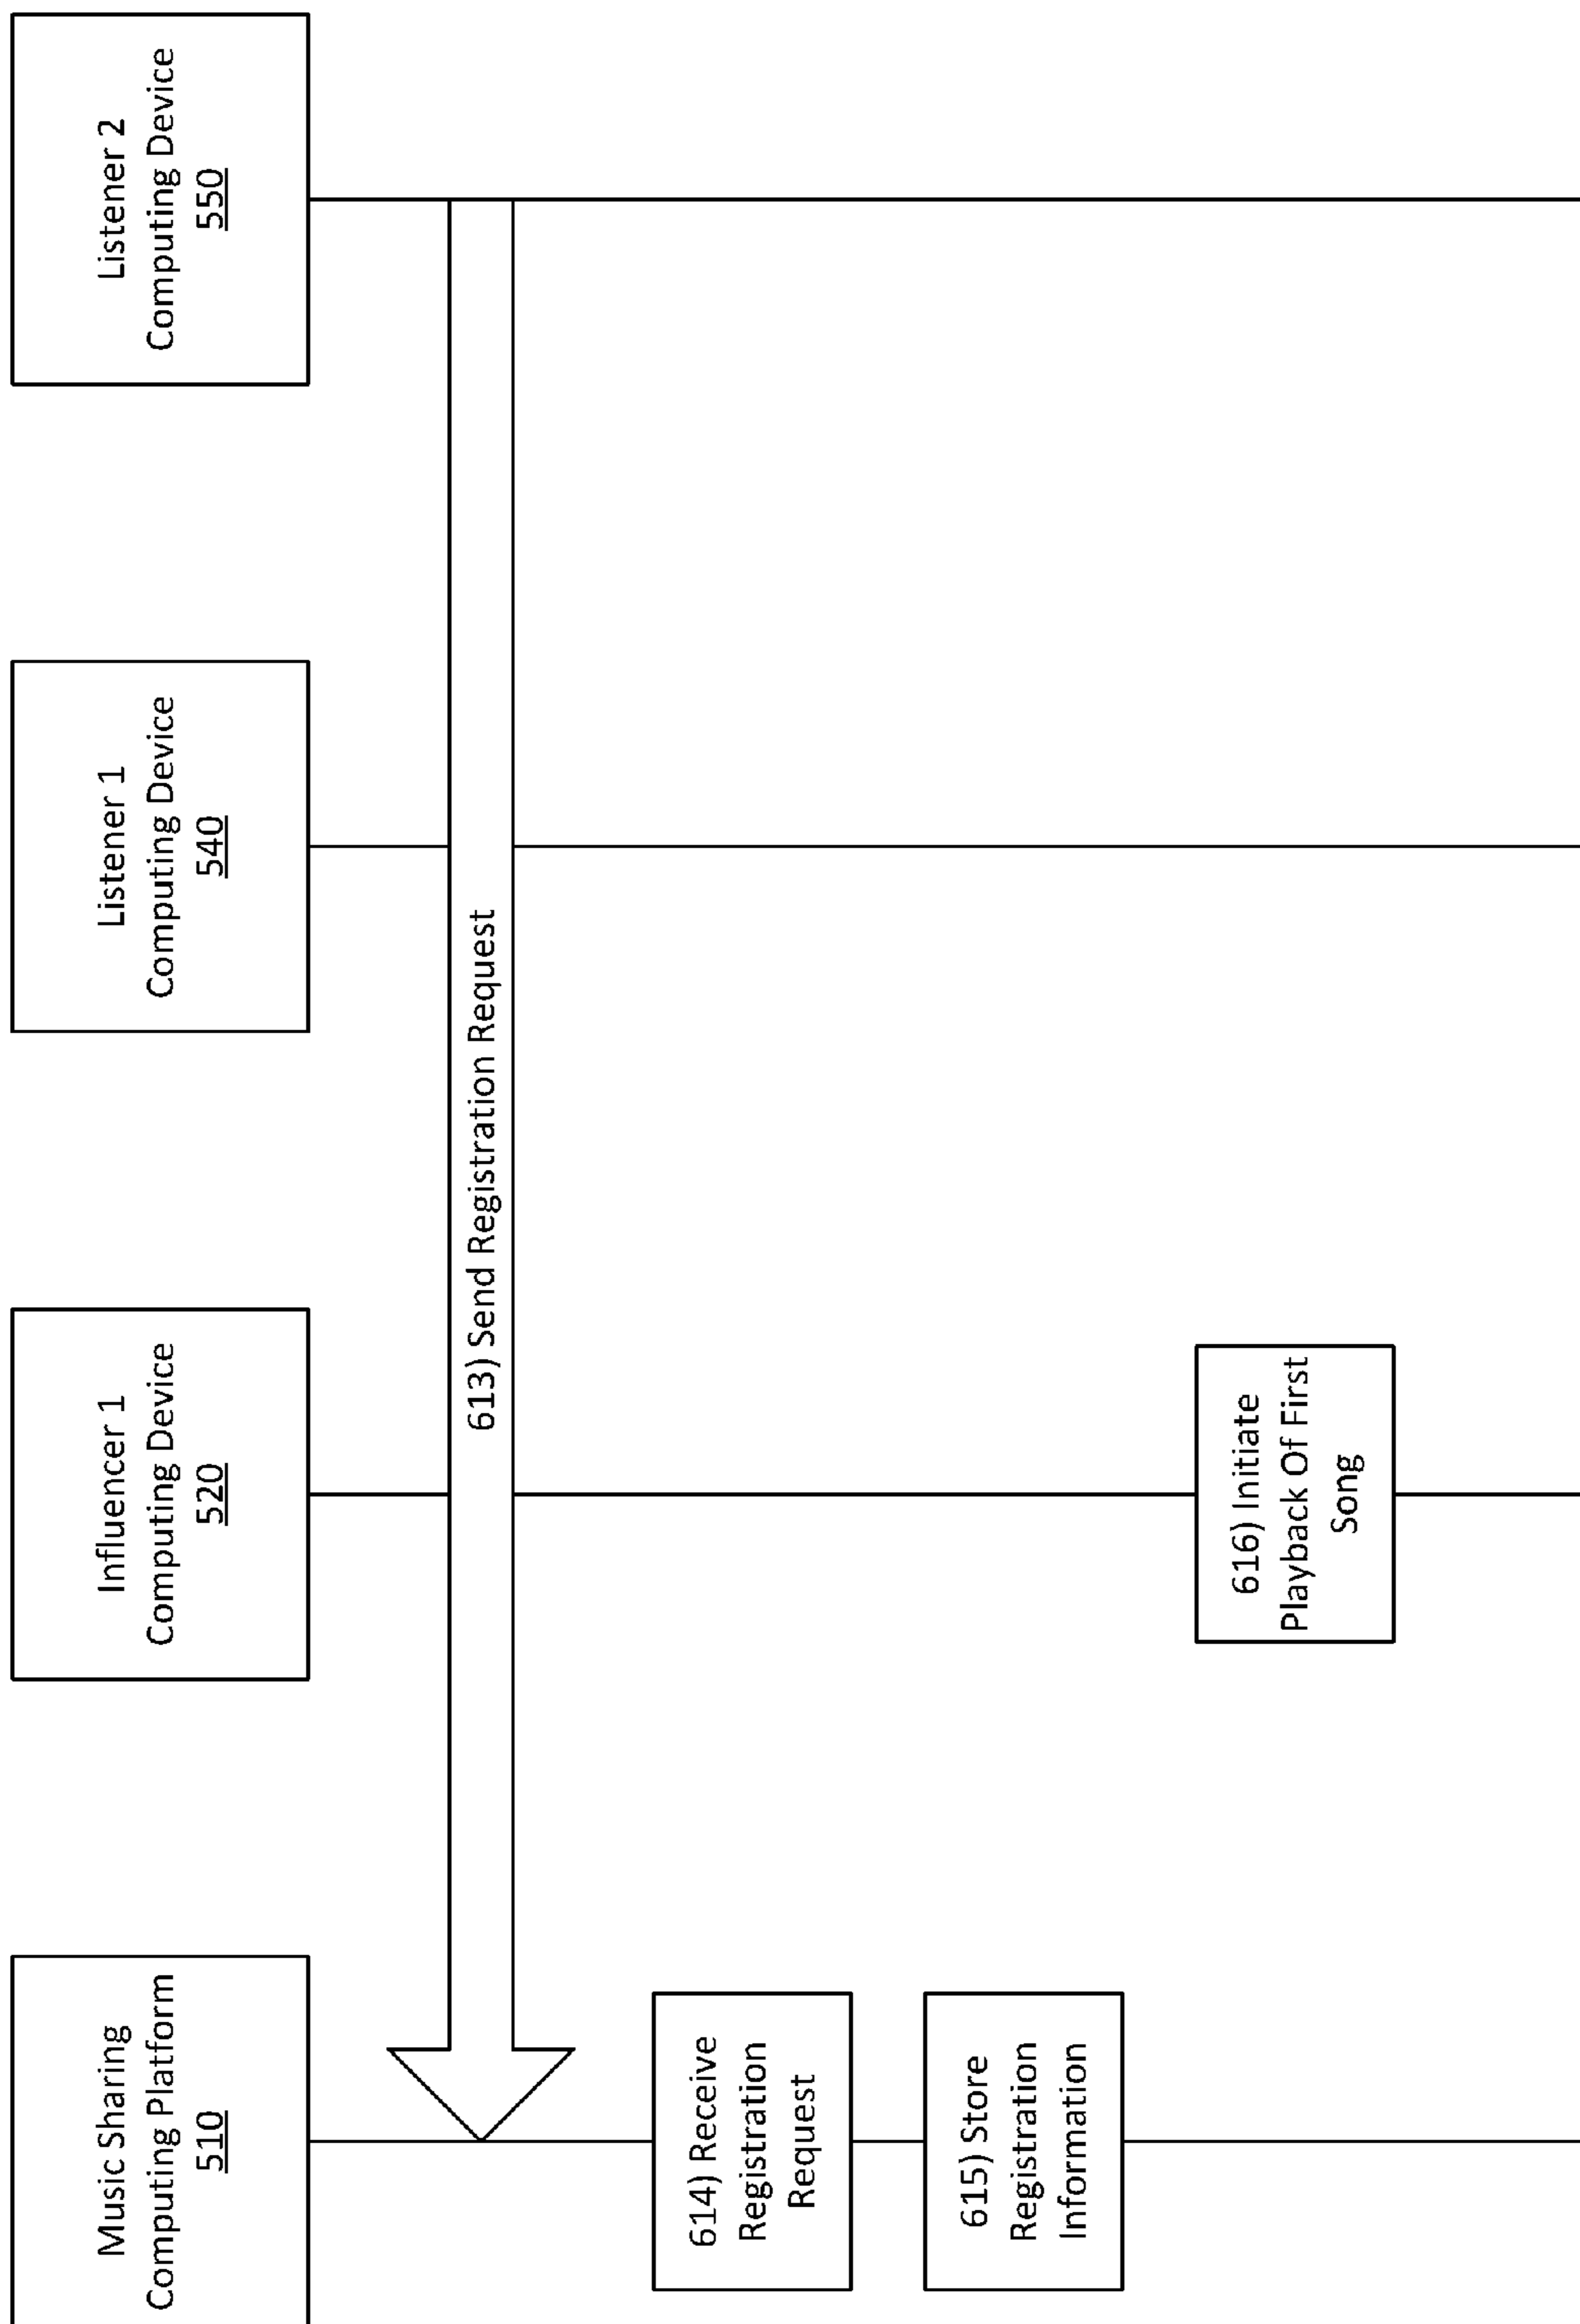 Music Sharing
Computing Platform
510
Influencer 1
Computing Device
520
Listener 1
Computing Device
540
Listener 2
Computing Device
550
613) Send Registration Request
614) Receive
Registration
Request
615) Store
Registration
Information
616) Initiate
Playback Of First
Song